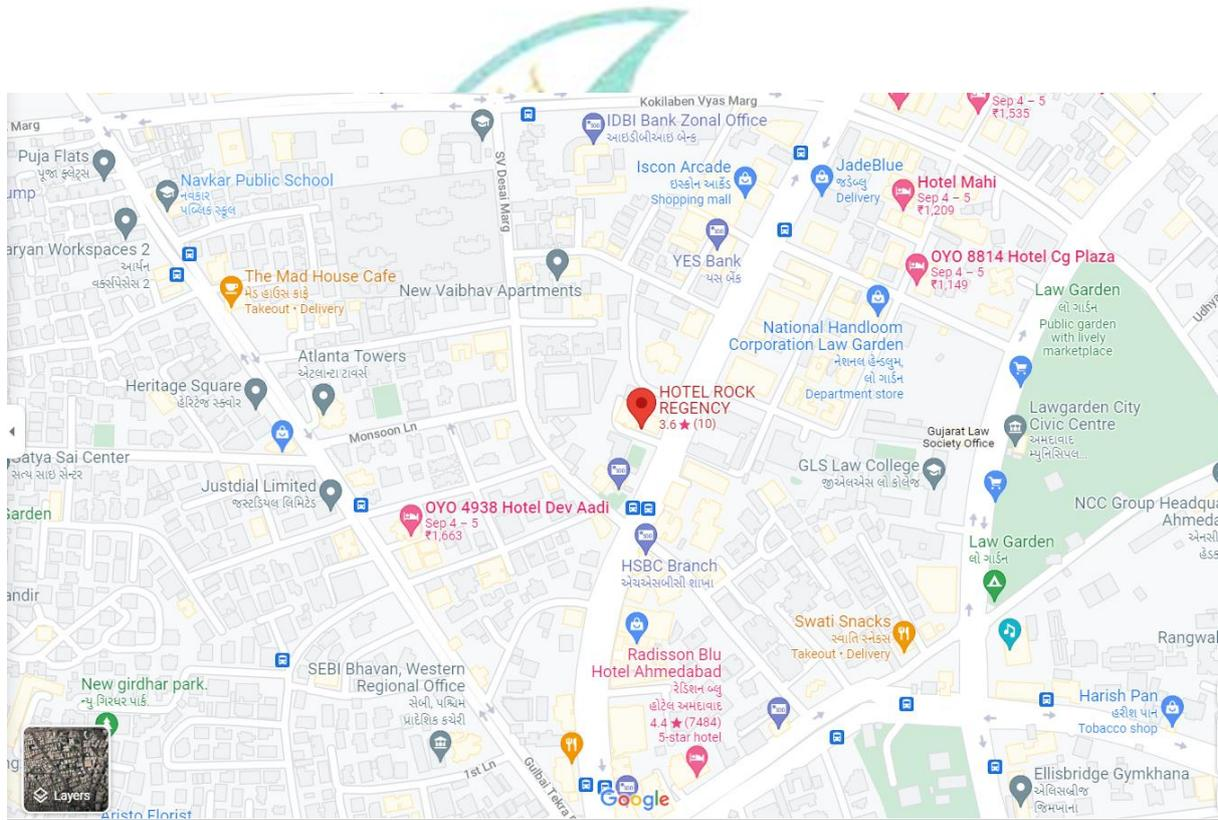 Kokilaben Vyas Marg
Marg
IDBI Bank Zonal Office
આઇડીબીઆઇ બેન્ક
Sep 4 – 5
₹1,535
Puja Flats
પૂજા ફ્લેટ્સ
ump
Navkar Public School
નવકાર
પબ્લિક સ્કૂલ
SV Desai Marg
Iscon Arcade
ઇસ્કોન આર્કેડ
Shopping mall
JadeBlue
જેડબ્લુ
Delivery
Hotel Mahi
Sep 4 – 5
₹1,209
aryan Workspaces 2
આર્યન
વર્કસ્પેસેસ 2
YES Bank
યસ બેંક
OYO 8814 Hotel Cg Plaza
Sep 4 – 5
₹1,149
The Mad House Cafe
મેડ હાઉસ કાફે
Takeout • Delivery
New Vaibhav Apartments
Law Garden
લો ગાર્ડન
Public garden
with lively
marketplace
Udhya
National Handloom
Corporation Law Garden
નેશનલ હેન્ડલુમ,
લો ગાર્ડન
Department store
Atlanta Towers
એટલાન્ટા ટાવર્સ
Heritage Square
હેરિટેજ સ્ક્વોર
HOTEL ROCK
REGENCY
3.6 ★ (10)
Monsoon Ln
Lawgarden City
Civic Centre
અમદાવાદ
મ્યુનિસિપલ...
Gujarat Law
Society Office
Satya Sai Center
સત્ય સાઇ સેન્ટર
GLS Law College
જીએલએસ લો કોલેજ
Justdial Limited
જસ્ટડિયલ લિમિટેડ
Garden
OYO 4938 Hotel Dev Aadi
Sep 4 – 5
₹1,663
NCC Group Headqua
Ahmeda
એનસી
હેડક
Law Garden
લો ગાર્ડન
HSBC Branch
એચએસબીસી શાખા
andir
Swati Snacks
સ્વાતિ સ્નેક્સ
Takeout • Delivery
Rangwal
Radisson Blu
Hotel Ahmedabad
રેડિશન બ્લુ
હોટેલ અમદાવાદ
4.4 ★ (7484)
5-star hotel
SEBI Bhavan, Western
Regional Office
સેબી, પશ્ચિમ
પ્રાદેશિક કચેરી
New girdhar park.
ન્યુ ગિરધર પાર્ક.
Harish Pan
હરીશ પાન
Tobacco shop
1st Ln
Gulbai Tekra
Ellisbridge Gymkhana
એલિસબ્રીજ
જિમખાના
Layers
Google
Aristo Florist